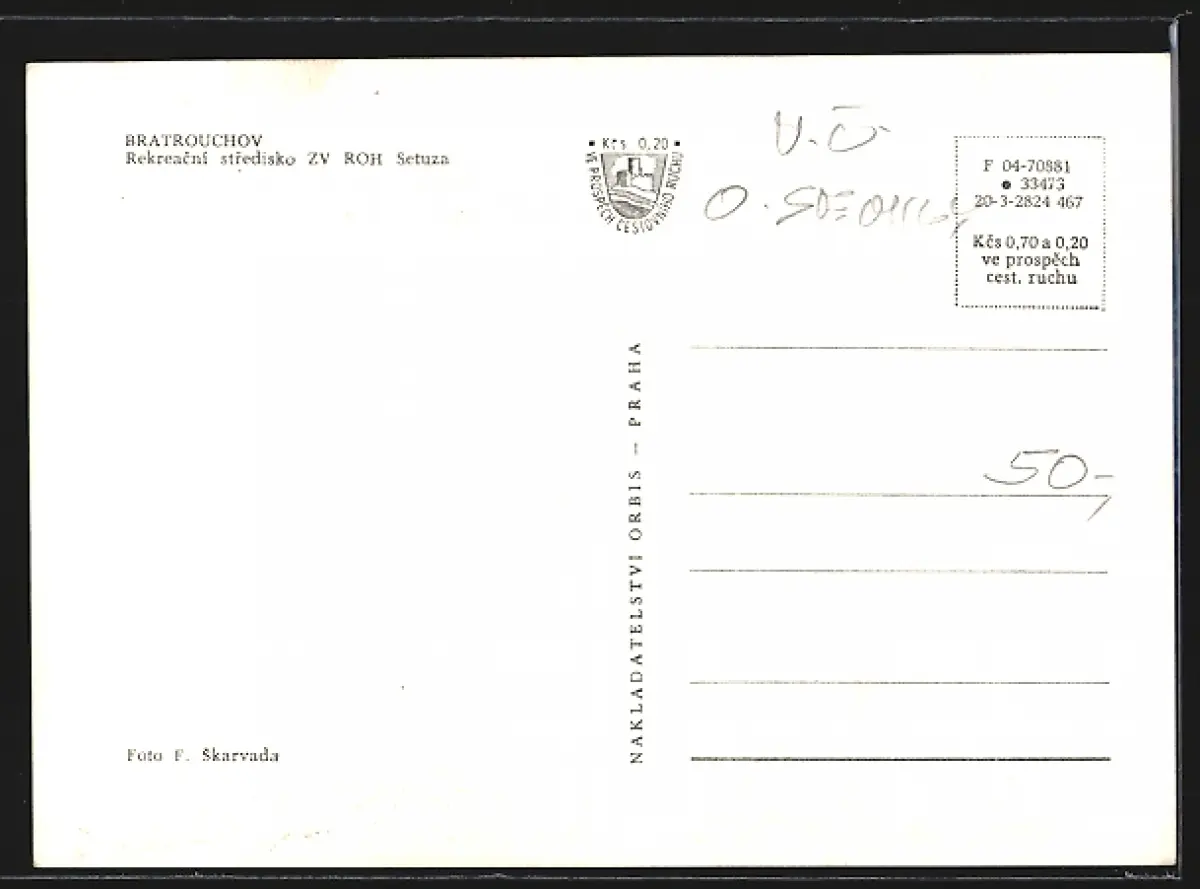 BRATROUCHOV
Rekreační středisko ZV ROH Setuza
• Kčs 0,20 •
VE PROSPĚCH CESTOVNÍHO RUCHU
V.Č
O.
F 04-70881
● 33473
20-3-2824 467
Kčs 0,70 a 0,20
ve prospěch
cest. ruchu
NAKLADATELSTVÍ ORBIS — PRAHA
50,-
Foto F. Škarvada